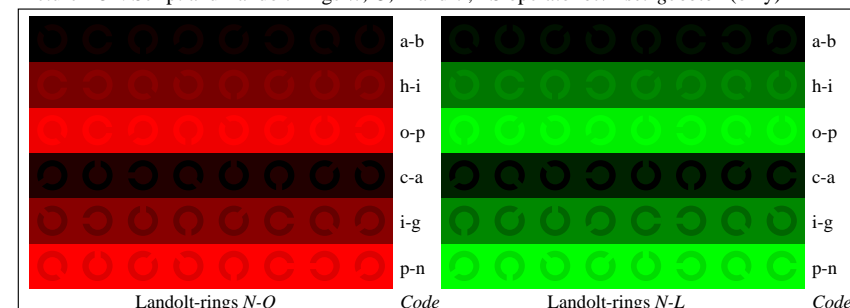 a-b a-b
h-i h-i
o-p o-p
c-a c-a
i-g i-g
p-n p-n
Landolt-rings N-O Code Landolt-rings N-L Code